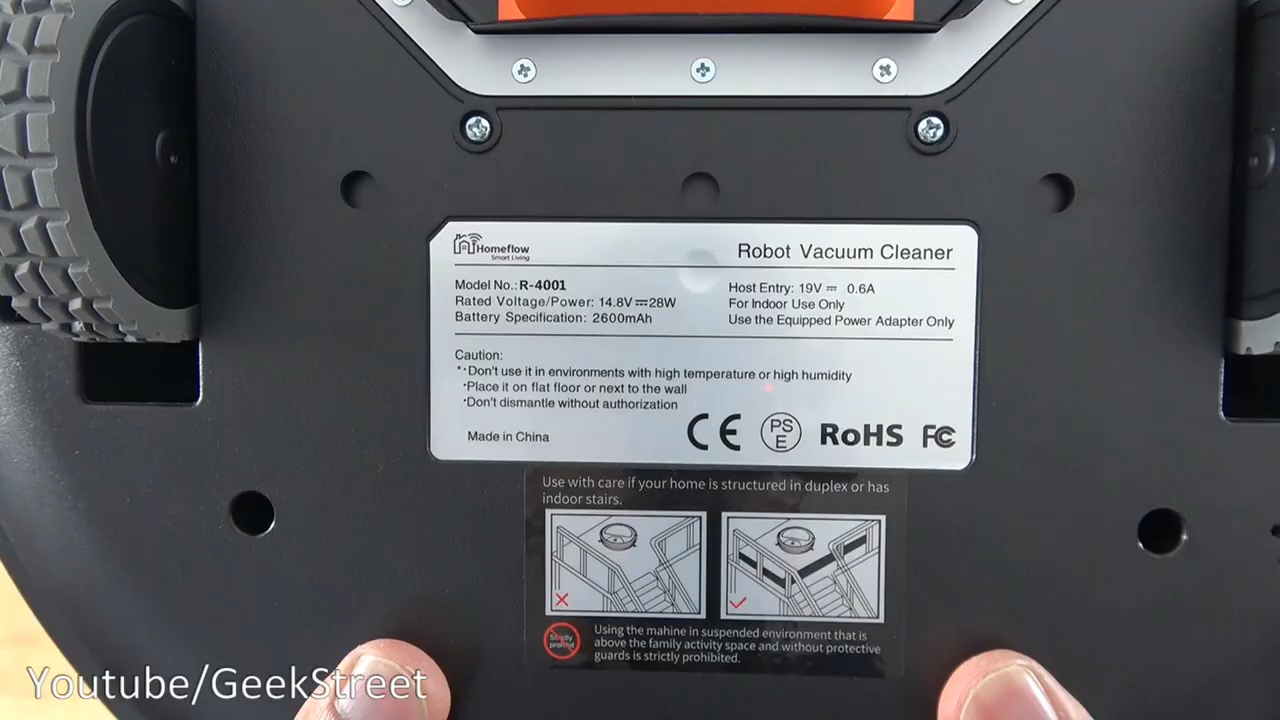 Homeflow
Smart Living
Robot Vacuum Cleaner
Model No.: R-4001
Rated Voltage/Power: 14.8V⎓28W
Battery Specification: 2600mAh
Host Entry: 19V⎓ 0.6A
For Indoor Use Only
Use the Equipped Power Adapter Only
Caution:
·Don't use it in environments with high temperature or high humidity
·Place it on flat floor or next to the wall
·Don't dismantle without authorization
Made in China
CE
PS
E
RoHS
FC
Use with care if your home is structured in duplex or has
indoor stairs.
Strictly
prohibit
Using the mahine in suspended environment that is
above the family activity space and without protective
guards is strictly prohibited.
Youtube/GeekStreet